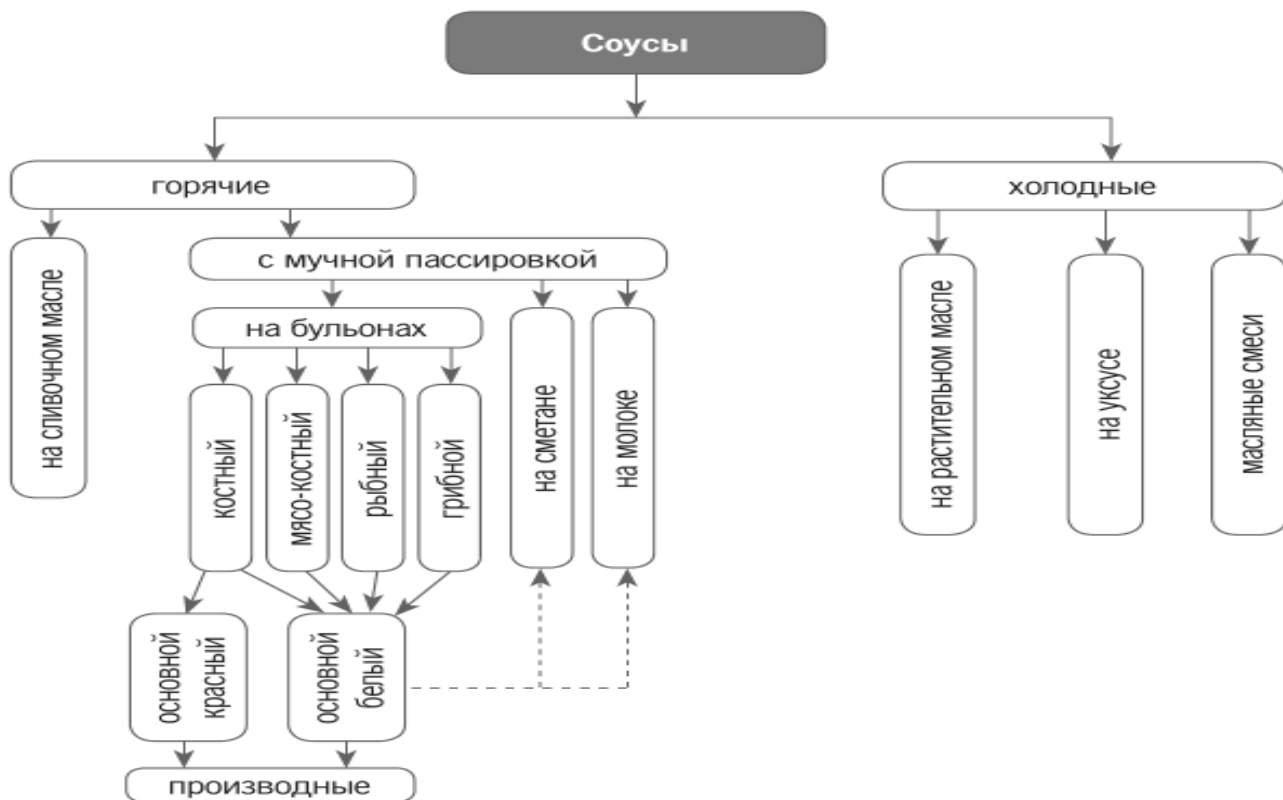 Соусы
горячие
холодные
на сливочном масле
с мучной пассировкой
на бульонах
костный
мясо-костный
рыбный
грибной
на сметане
на молоке
на растительном масле
на уксусе
масляные смеси
основной
красный
основной
белый
производные